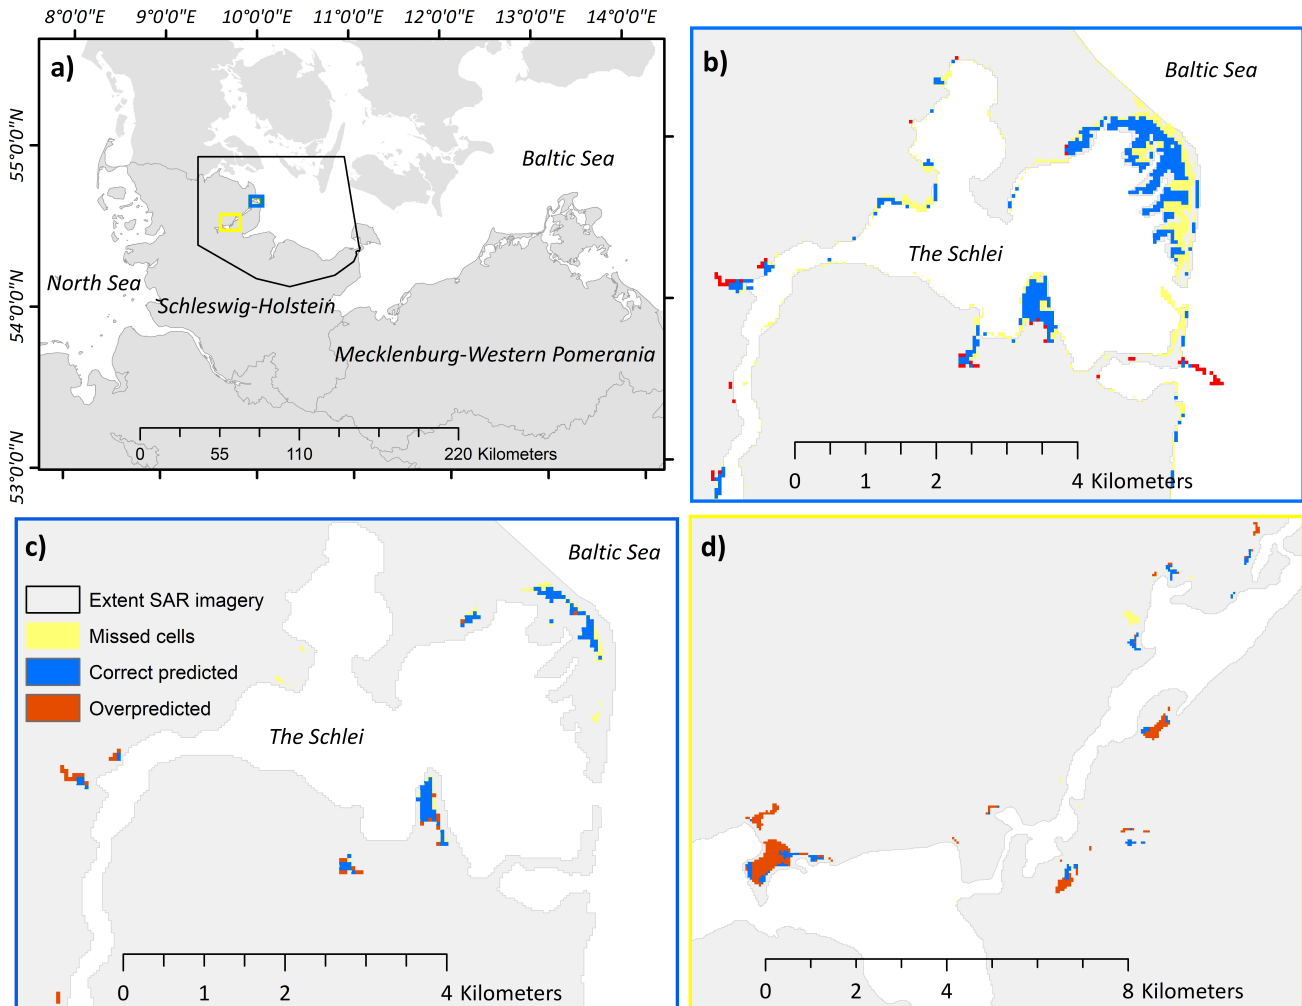 8°0'0"E 9°0'0"E 10°0'0"E 11°0'0"E 12°0'0"E 13°0'0"E 14°0'0"E
55°0'0"N
54°0'0"N
53°0'0"N
a)
Baltic Sea
North Sea
Schleswig-Holstein
Mecklenburg-Western Pomerania
0 55 110 220 Kilometers
b)
Baltic Sea
The Schlei
0 1 2 4 Kilometers
c)
Baltic Sea
Extent SAR imagery
Missed cells
Correct predicted
Overpredicted
The Schlei
0 1 2 4 Kilometers
d)
0 2 4 8 Kilometers